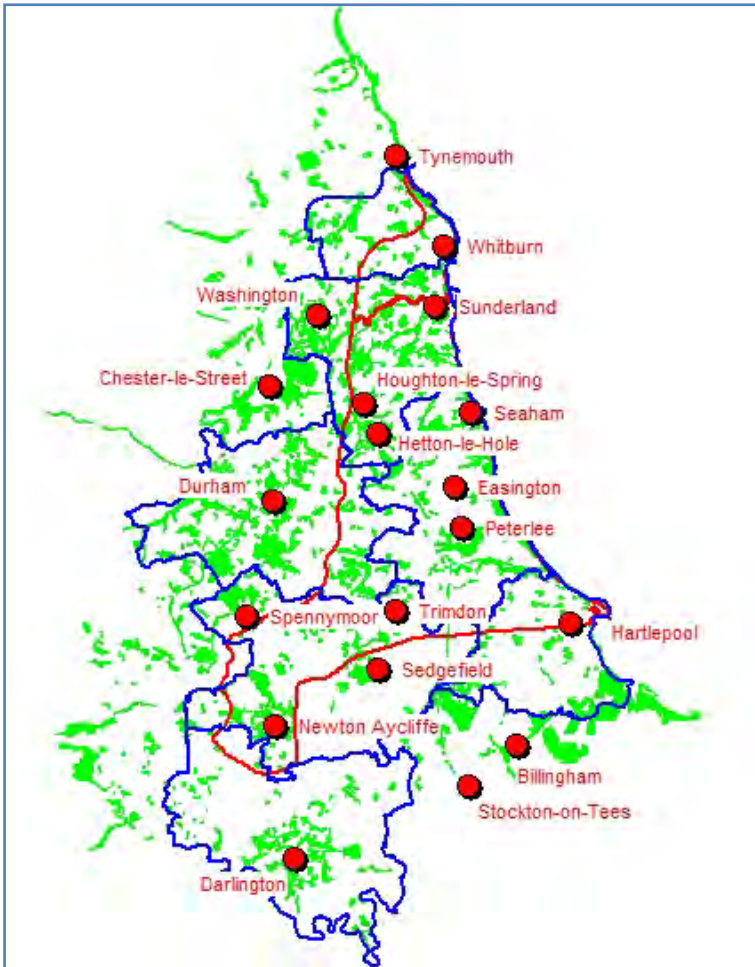 Tynemouth
Whitburn
Washington
Sunderland
Chester-le-Street
Houghton-le-Spring
Seaham
Hetton-le-Hole
Durham
Easington
Peterlee
Spennymoor
Trimdon
Hartlepool
Sedgefield
Newton Aycliffe
Billingham
Stockton-on-Tees
Darlington